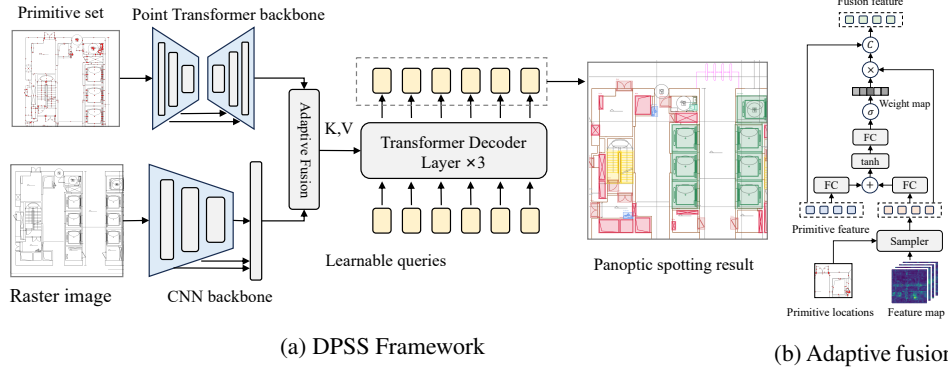 Primitive set
Point Transformer backbone
Adaptive Fusion
K,V
Transformer Decoder
Layer ×3
Learnable queries
Panoptic spotting result
Raster image
CNN backbone
(a) DPSS Framework
Fusion feature
C
×
Weight map
σ
FC
tanh
FC
+
FC
Primitive feature
Sampler
Primitive locations
Feature map
(b) Adaptive fusion